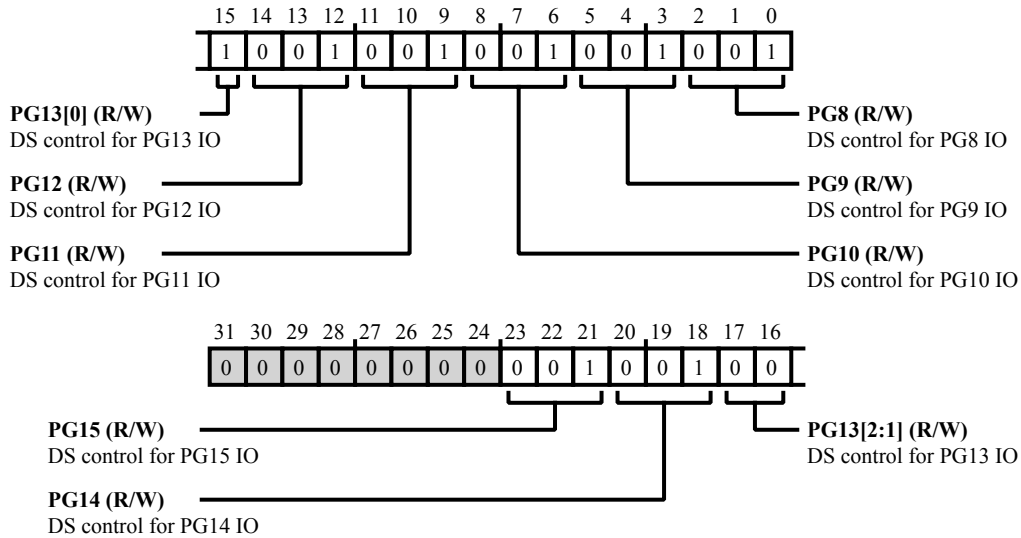 15 14 13 12 11 10 9 8 7 6 5 4 3 2 1 0
1 0 0 1 0 0 1 0 0 1 0 0 1 0 0 1
PG13[0] (R/W)
DS control for PG13 IO
PG8 (R/W)
DS control for PG8 IO
PG12 (R/W)
DS control for PG12 IO
PG9 (R/W)
DS control for PG9 IO
PG11 (R/W)
DS control for PG11 IO
PG10 (R/W)
DS control for PG10 IO
31 30 29 28 27 26 25 24 23 22 21 20 19 18 17 16
0 0 0 0 0 0 0 0 0 0 1 0 0 1 0 0
PG15 (R/W)
DS control for PG15 IO
PG13[2:1] (R/W)
DS control for PG13 IO
PG14 (R/W)
DS control for PG14 IO